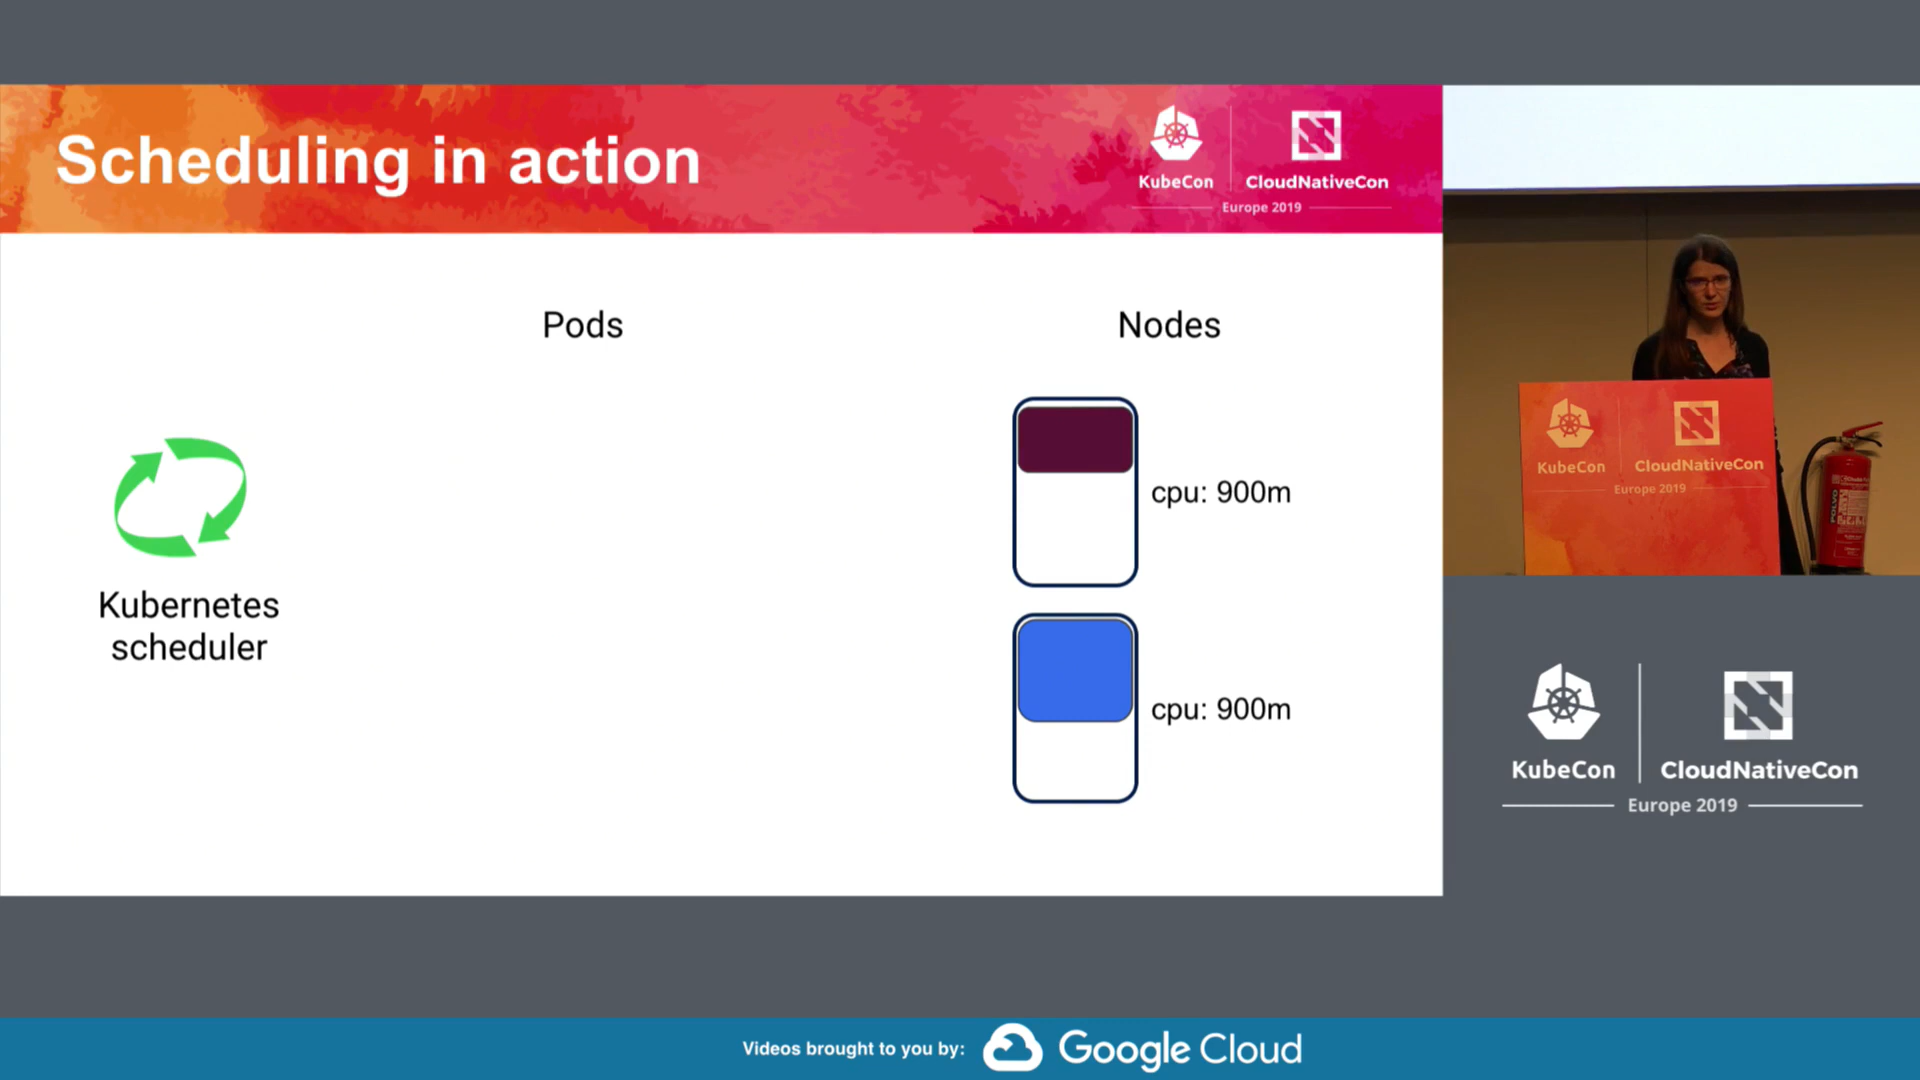 Scheduling in action
KubeCon
CloudNativeCon
Europe 2019
Pods
Nodes
cpu: 900m
Kubernetes
scheduler
cpu: 900m
KubeCon
CloudNativeCon
Europe 2019
POLVO
KubeCon
CloudNativeCon
Europe 2019
Videos brought to you by:
Google Cloud